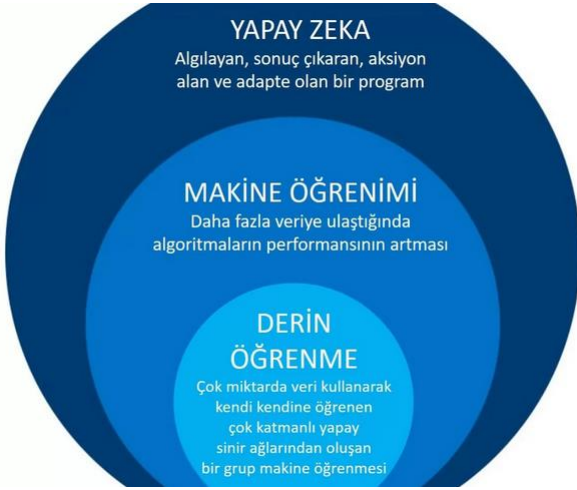 YAPAY ZEKA
Algılayan, sonuç çıkaran, aksiyon
alan ve adapte olan bir program
MAKİNE ÖĞRENİMİ
Daha fazla veriye ulaştığında
algoritmaların performansının artması
DERİN
ÖĞRENME
Çok miktarda veri kullanarak
kendi kendine öğrenen
çok katmanlı yapay
sinir ağlarından oluşan
bir grup makine öğrenmesi